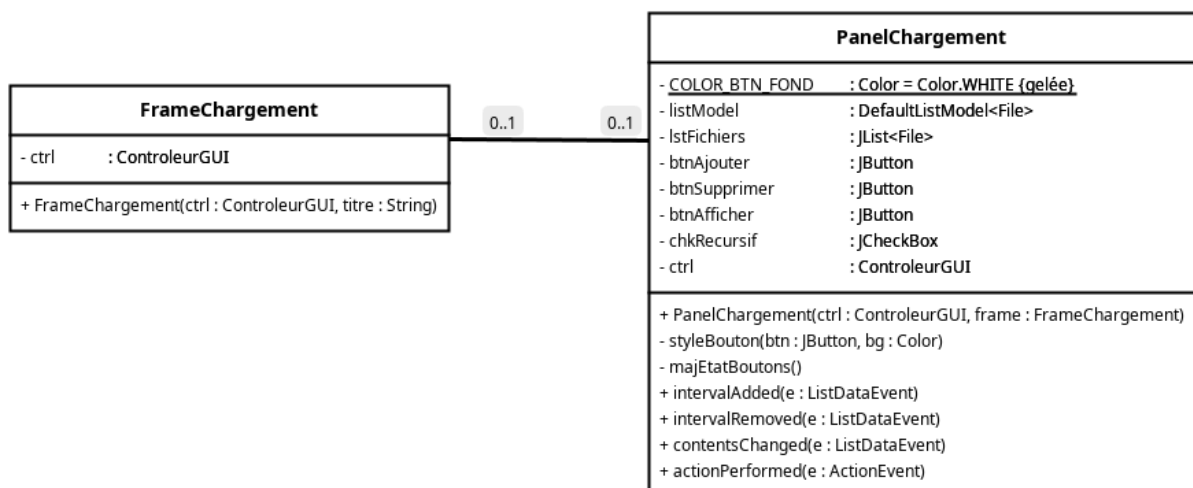 FrameChargement
- ctrl : ControleurGUI
+ FrameChargement(ctrl : ControleurGUI, titre : String)
0..1
0..1
PanelChargement
- COLOR_BTN_FOND : Color = Color.WHITE {gelée}
- listModel : DefaultListModel<File>
- lstFichiers : JList<File>
- btnAjouter : JButton
- btnSupprimer : JButton
- btnAfficher : JButton
- chkRecursif : JCheckBox
- ctrl : ControleurGUI
+ PanelChargement(ctrl : ControleurGUI, frame : FrameChargement)
- styleBouton(btn : JButton, bg : Color)
- majEtatBoutons()
+ intervalAdded(e : ListDataEvent)
+ intervalRemoved(e : ListDataEvent)
+ contentsChanged(e : ListDataEvent)
+ actionPerformed(e : ActionEvent)